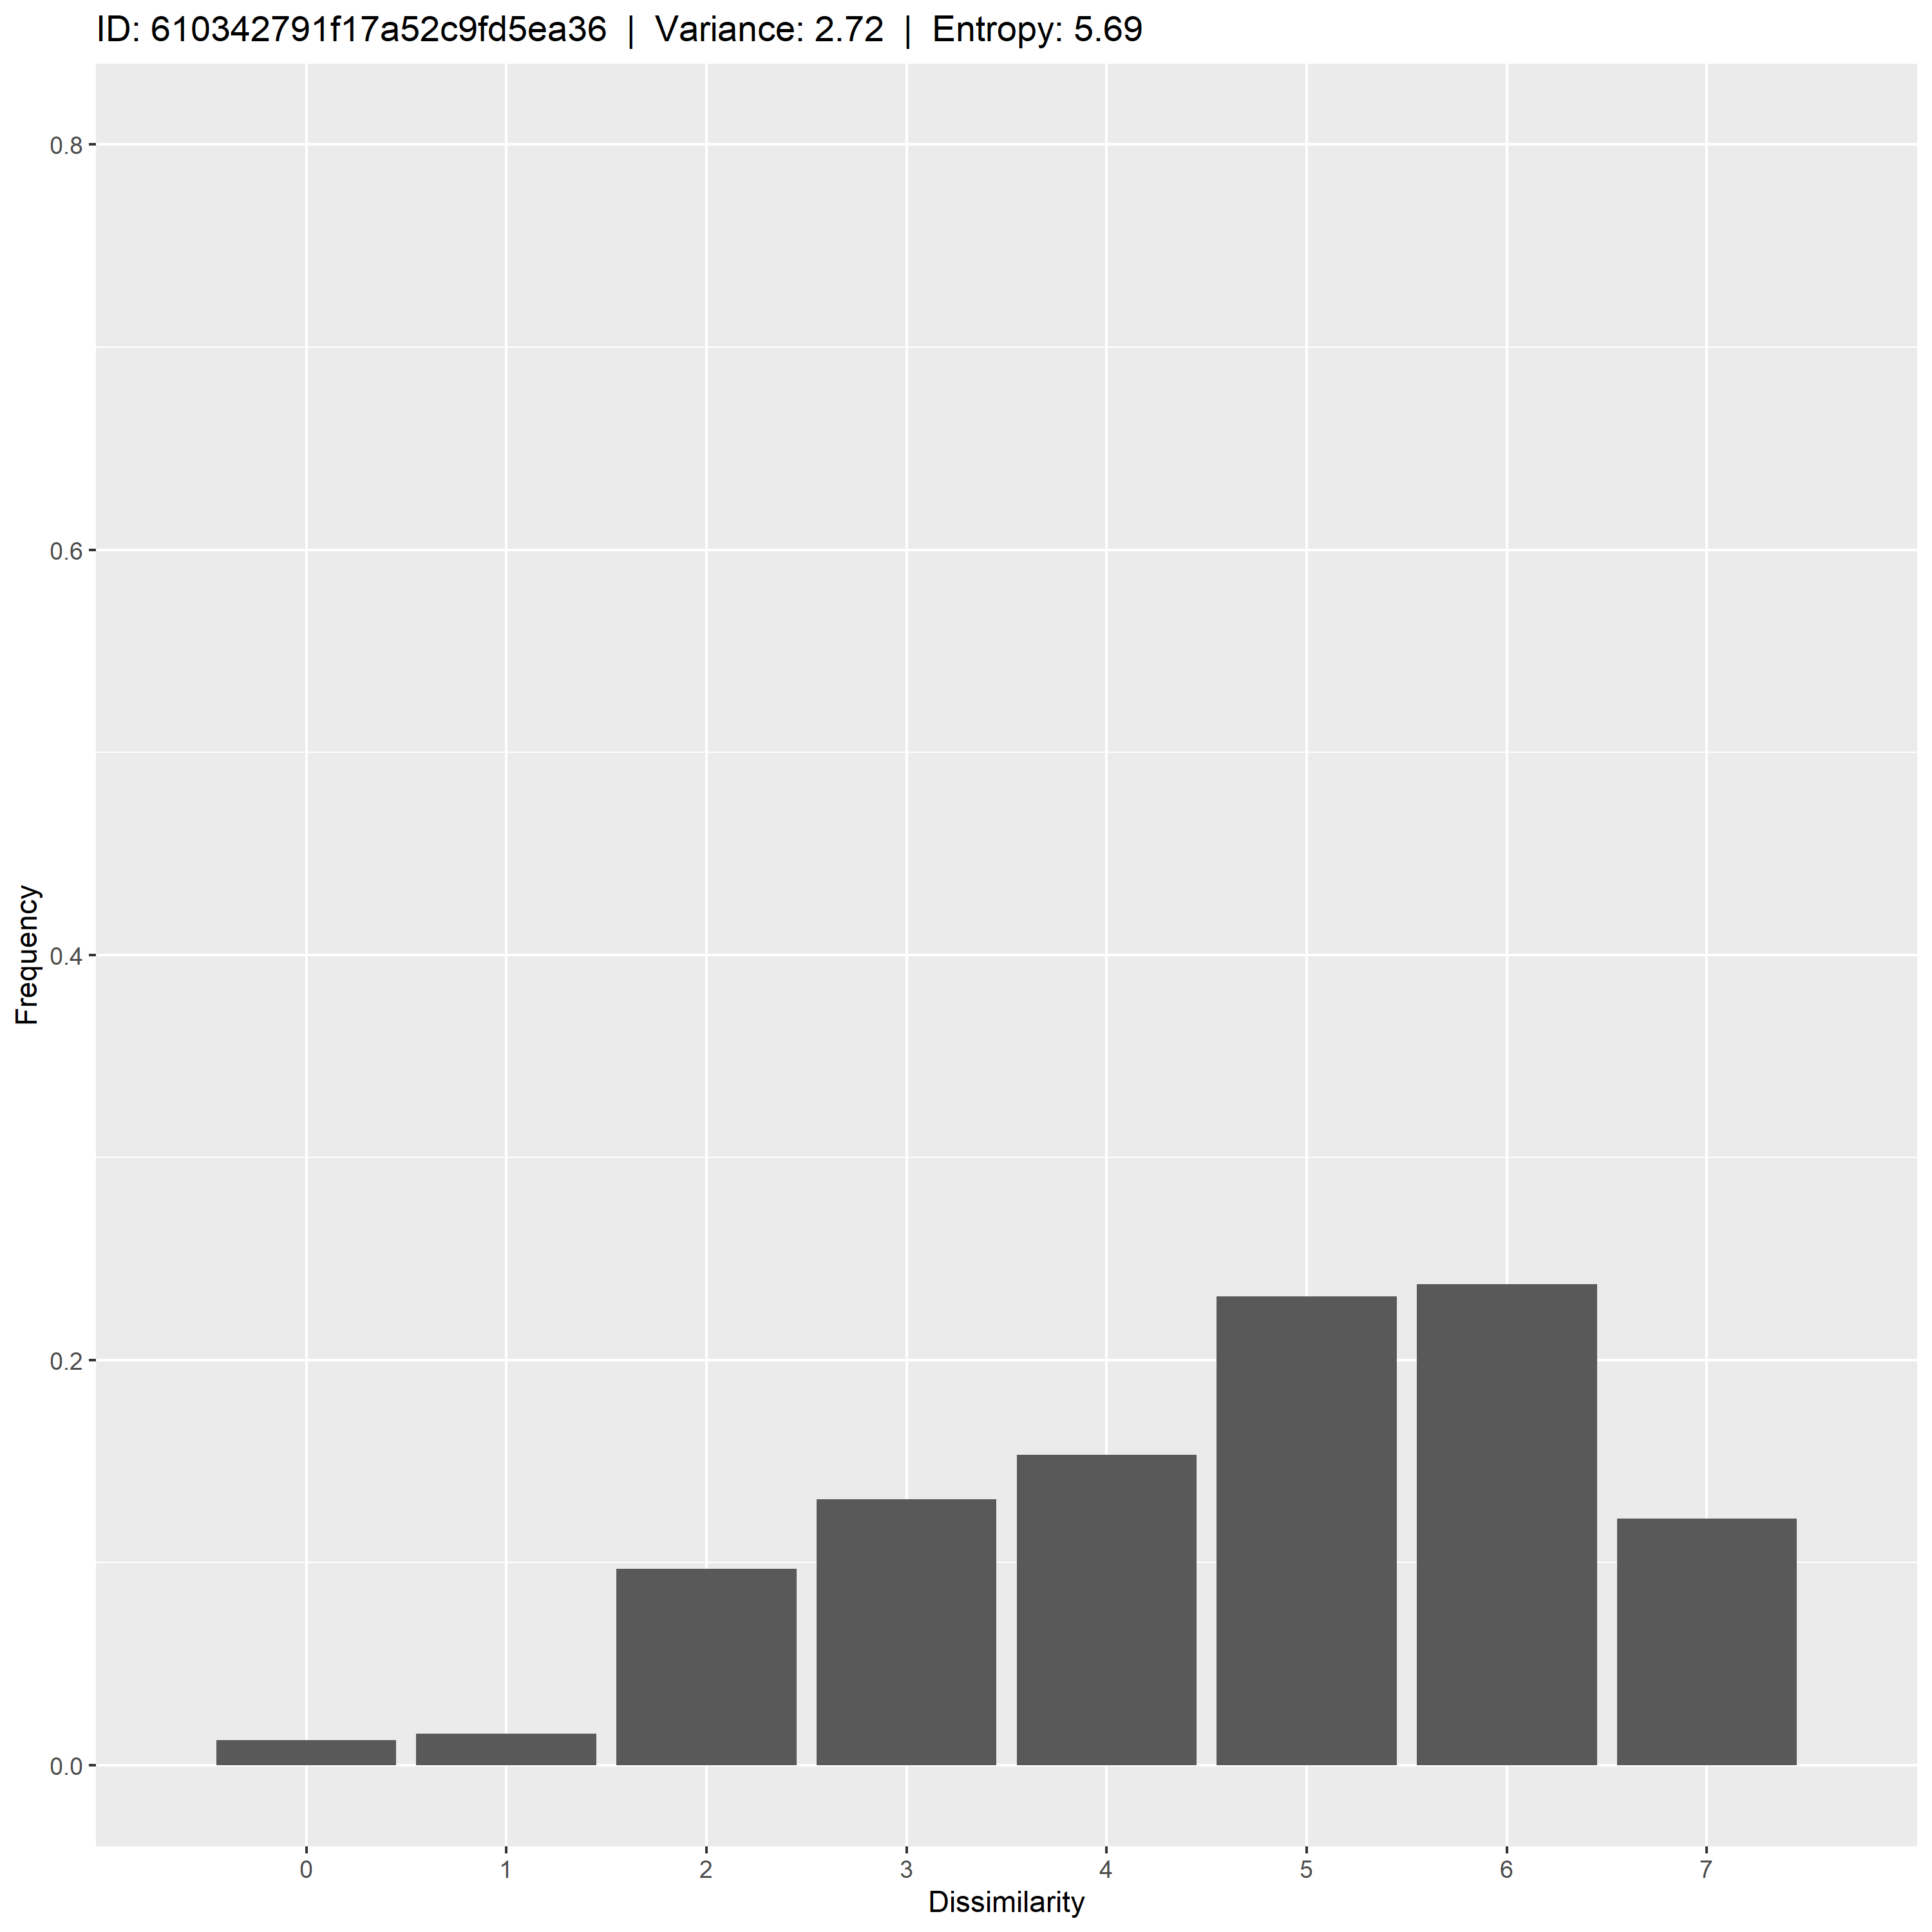 ID: 610342791f17a52c9fd5ea36 | Variance: 2.72 | Entropy: 5.69
0.8
0.6
0.4
0.2
0.0
Frequency
0 1 2 3 4 5 6 7
Dissimilarity